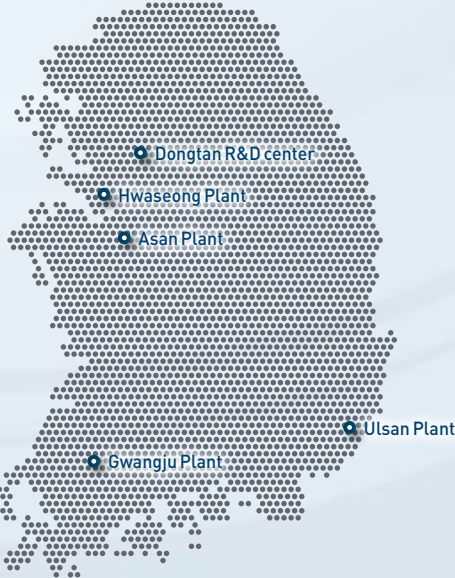 Dongtan R&D center
Hwaseong Plant
Asan Plant
Ulsan Plant
Gwangju Plant